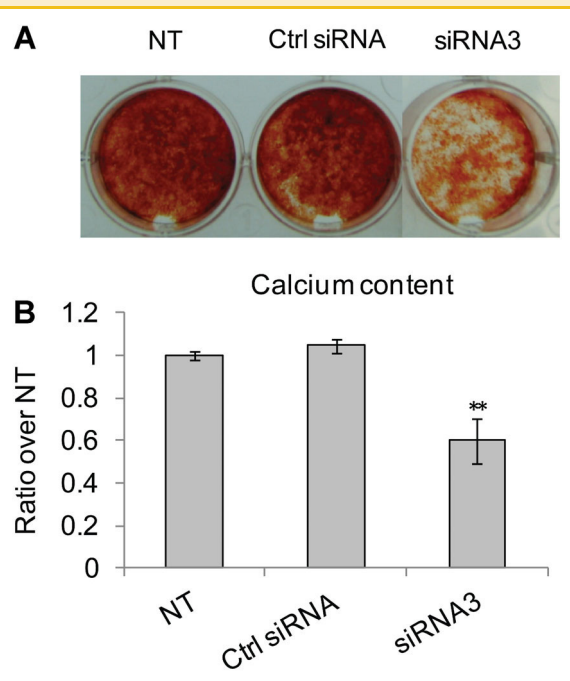 A
NT Ctrl siRNA siRNA3
Calcium content
B
1.2
1
0.8
0.6
0.4
0.2
0
Ratio over NT
**
NT Ctrl siRNA siRNA3